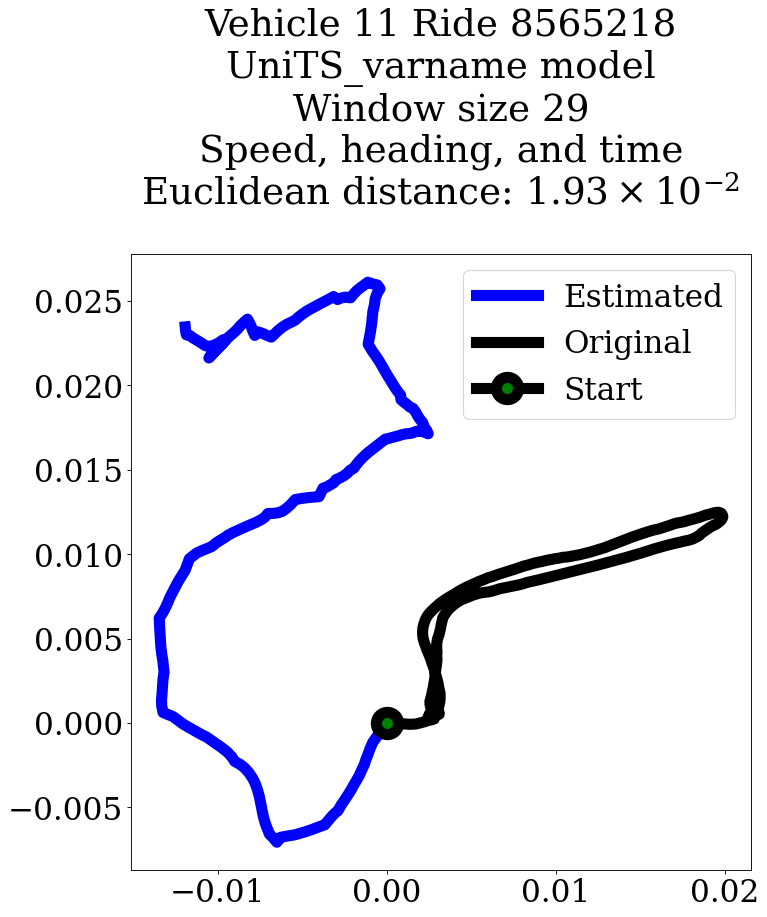 Vehicle 11 Ride 8565218
UniTS_varname model
Window size 29
Speed, heading, and time
Euclidean distance: 1.93 × 10⁻²
Estimated
Original
Start
0.025
0.020
0.015
0.010
0.005
0.000
−0.005
−0.01 0.00 0.01 0.02